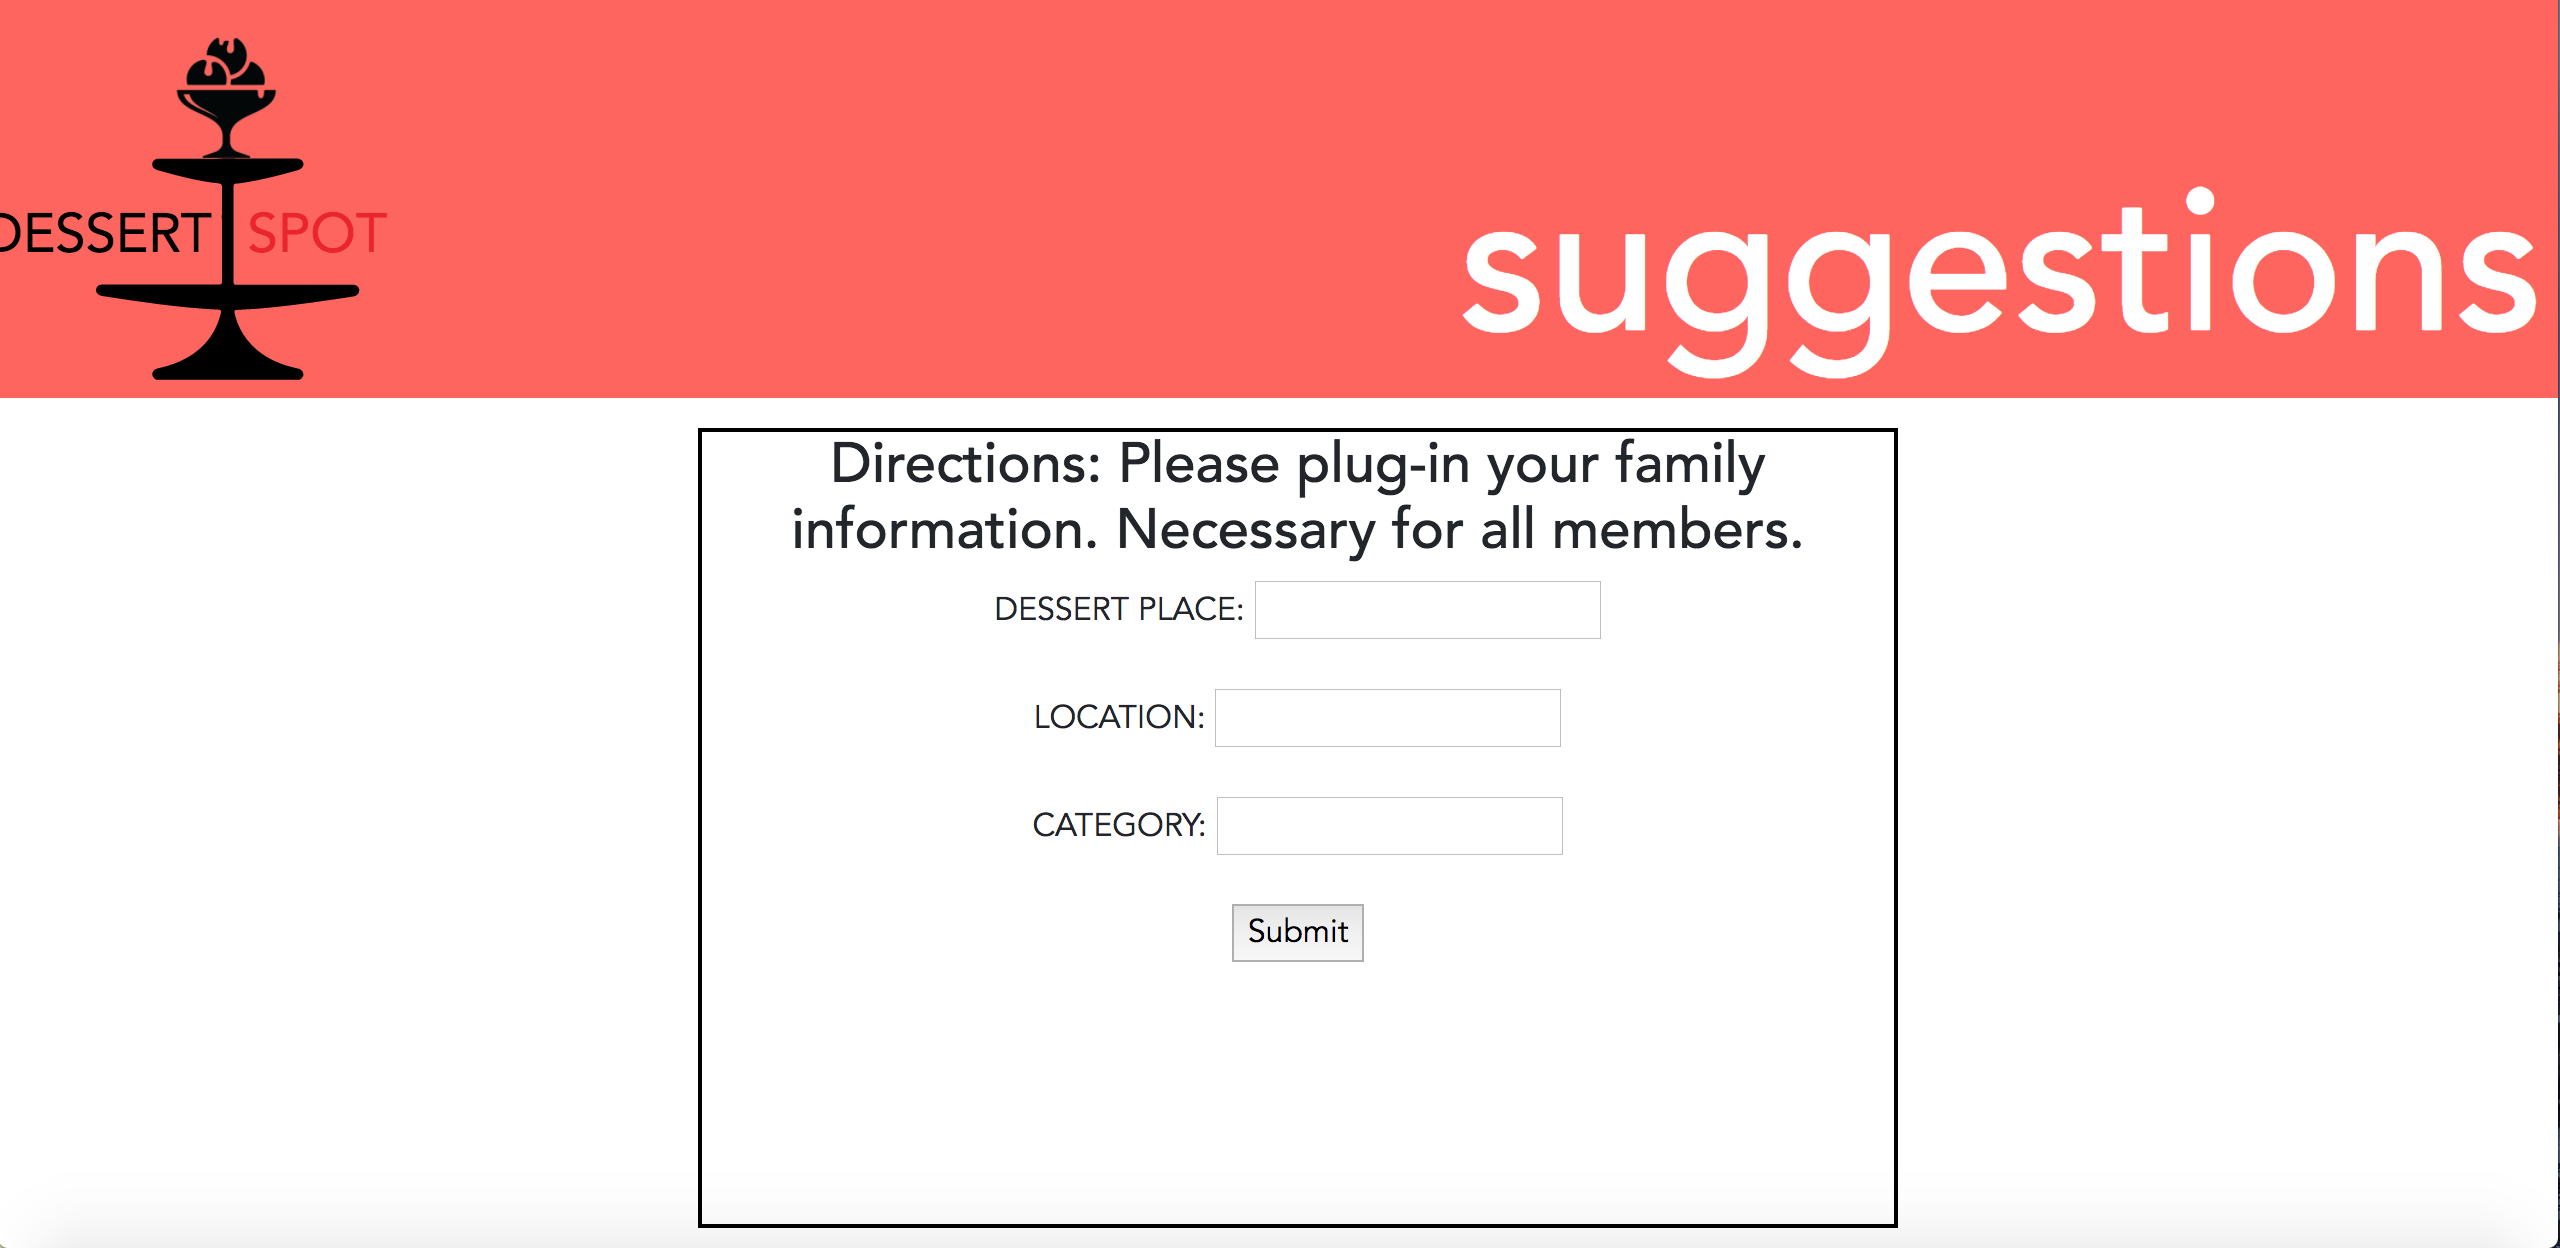 DESSERT SPOT
suggestions
Directions: Please plug-in your family
information. Necessary for all members.
DESSERT PLACE:
LOCATION:
CATEGORY:
Submit